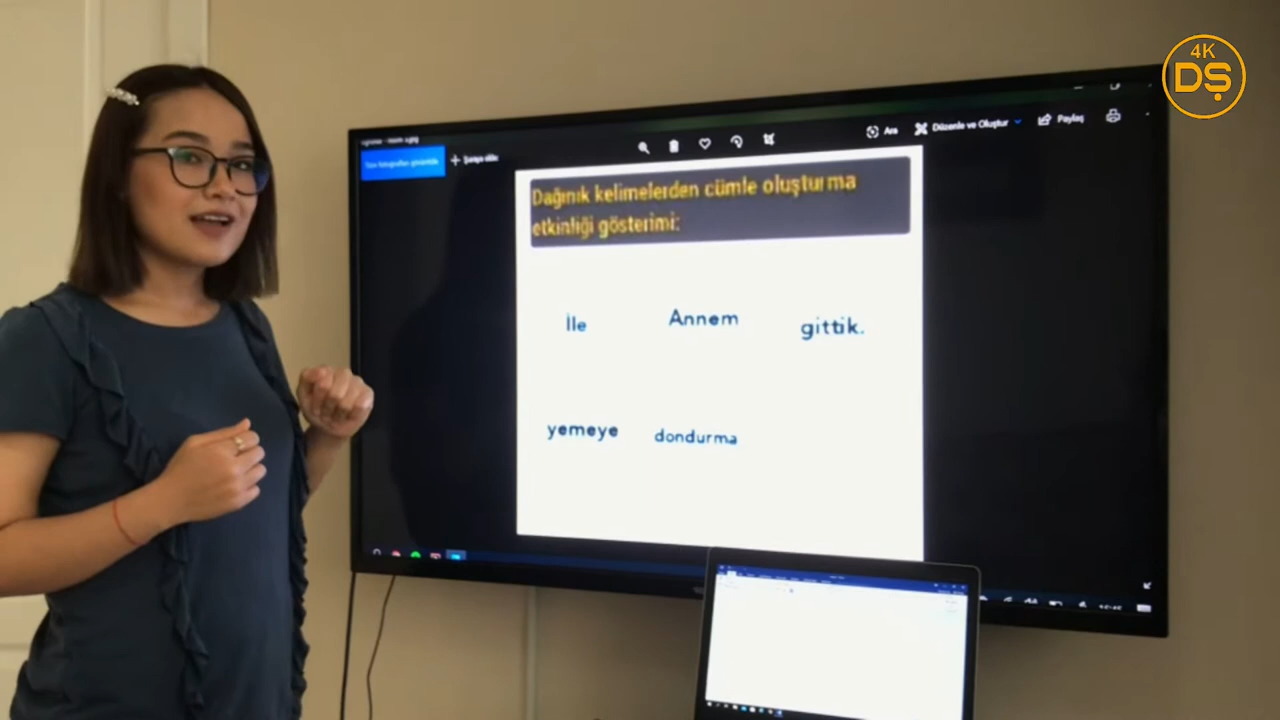 4K
DŞ
Ara
Düzenle ve Oluştur
Paylaş
Dağınık kelimelerden cümle oluşturma
etkinliği gösterimi:
İle Annem gittik.
yemeye dondurma